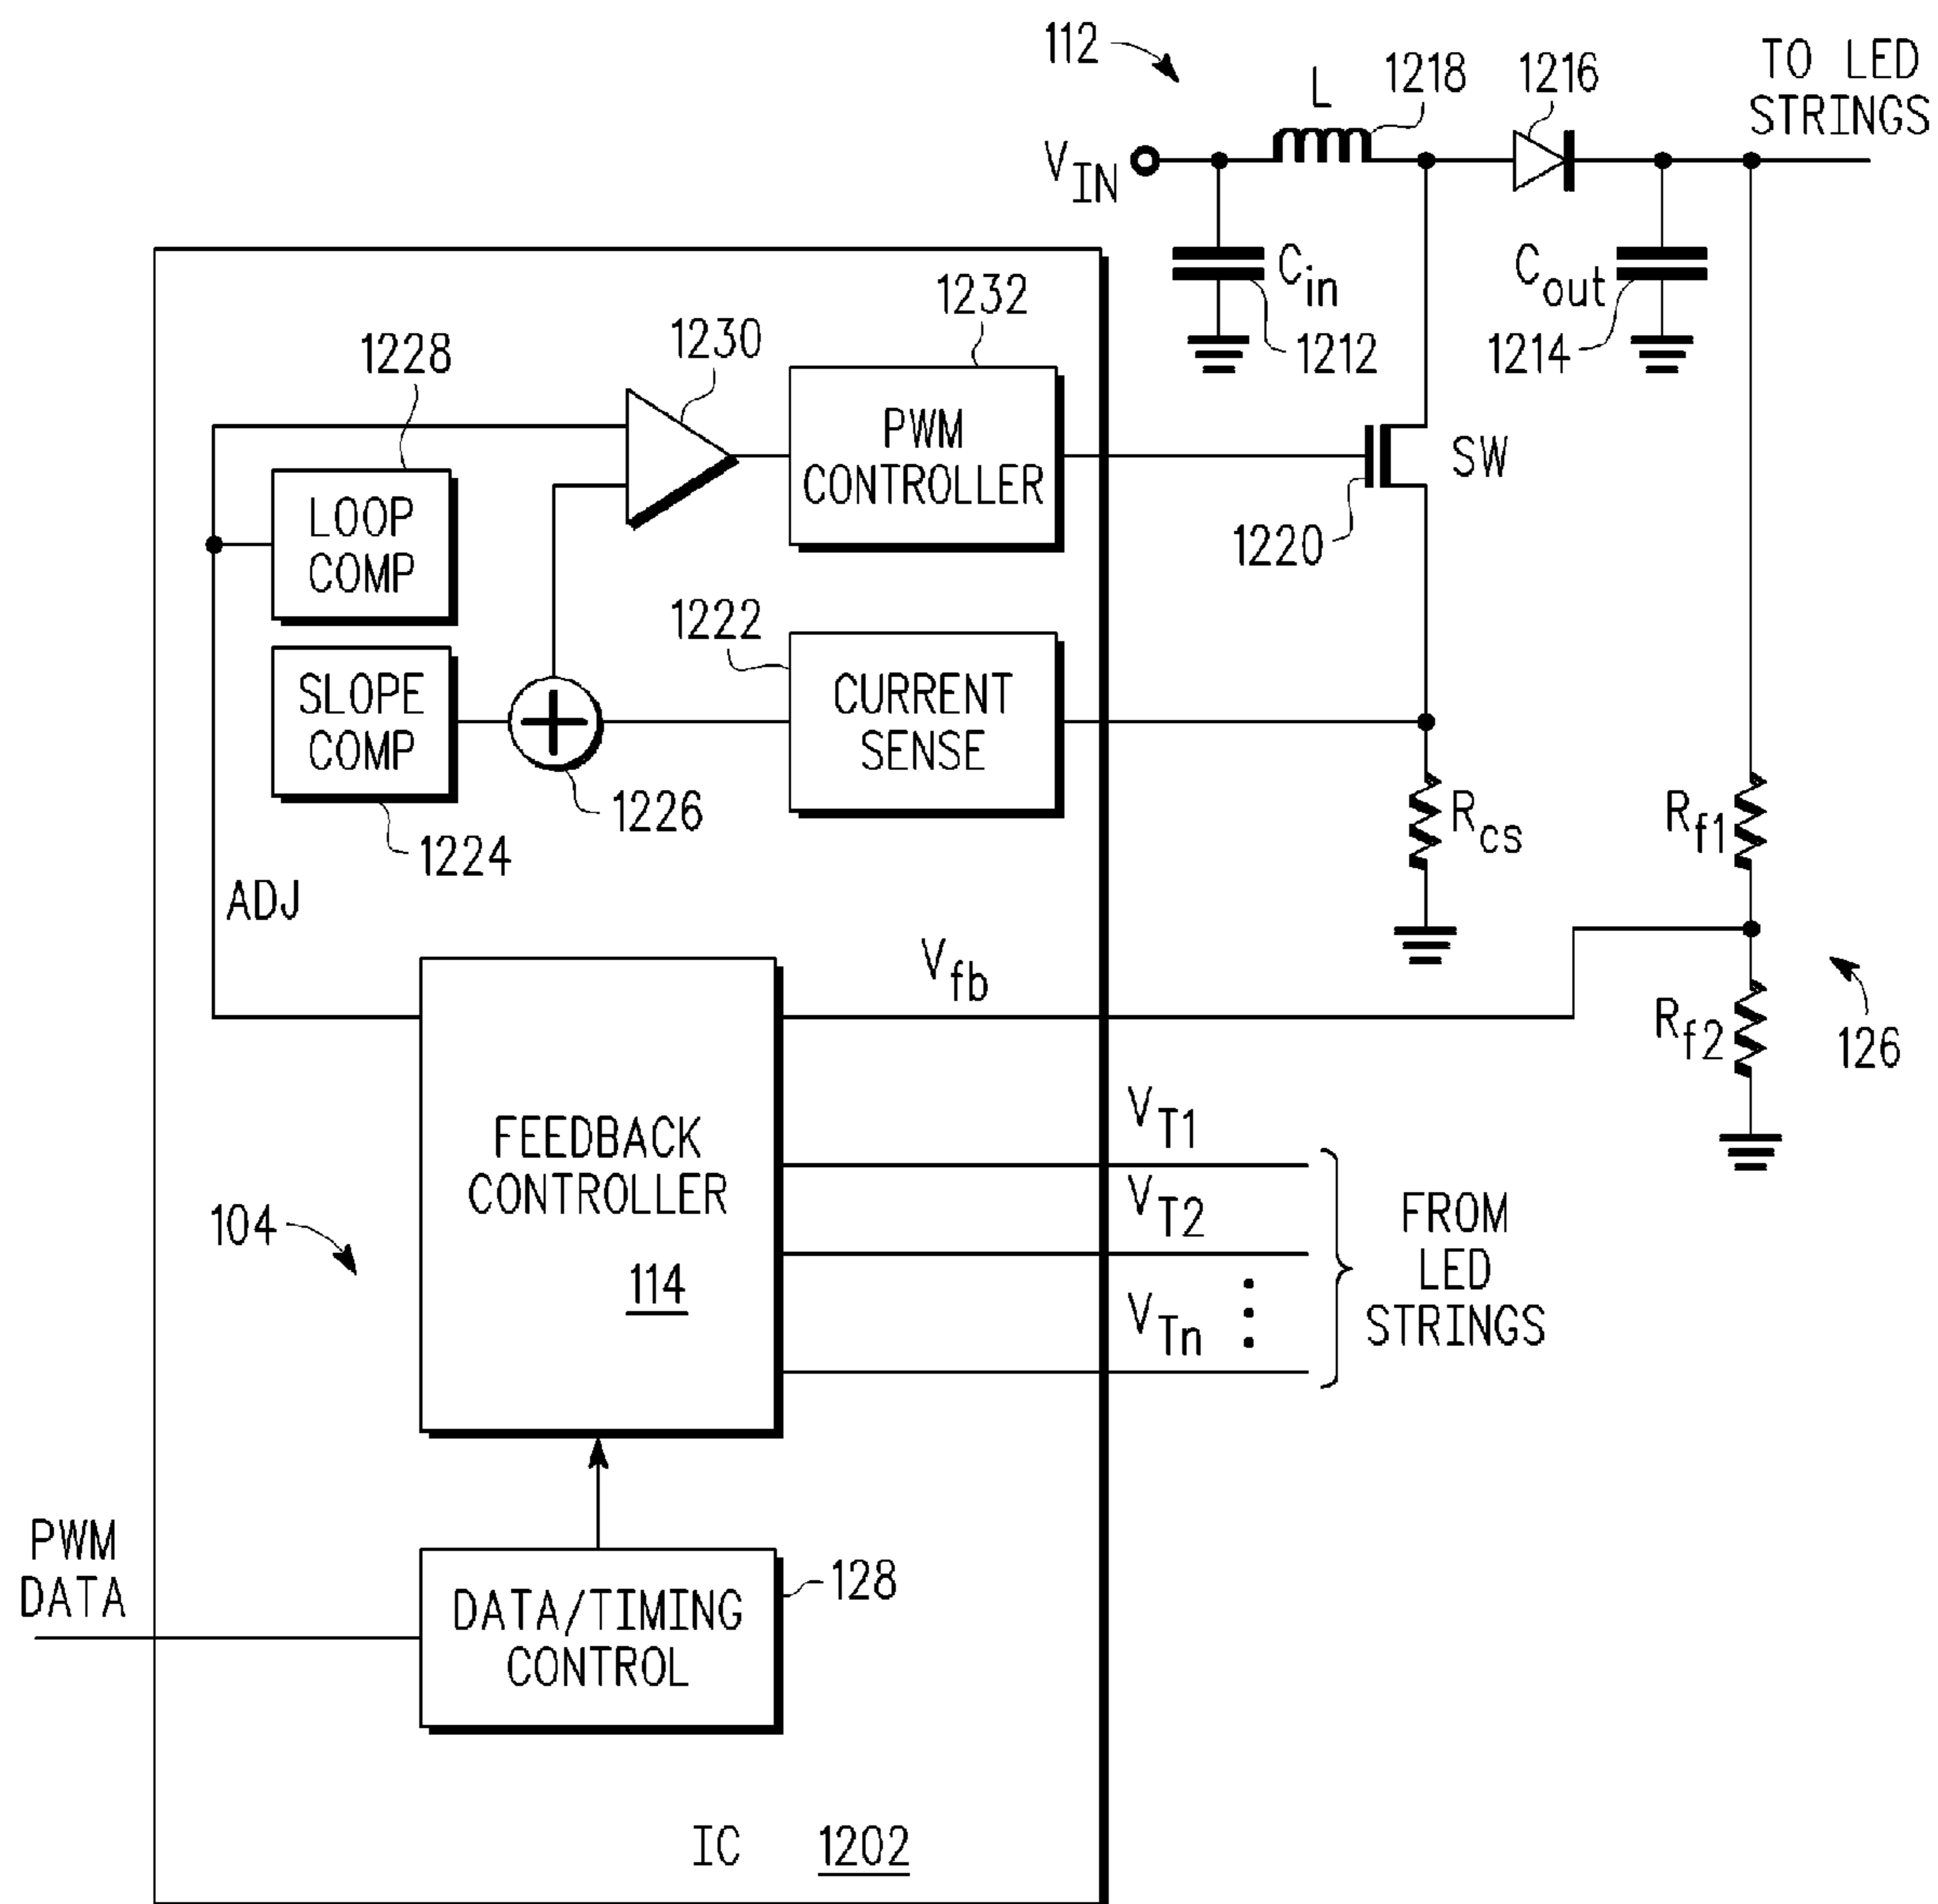 112
L
1218
1216
TO LED
STRINGS
VIN
Cin
1212
Cout
1214
1232
1230
1228
PWM
CONTROLLER
SW
1220
LOOP
COMP
1222
SLOPE
COMP
CURRENT
SENSE
1226
1224
Rcs
Rf1
ADJ
Vfb
Rf2
126
FEEDBACK
CONTROLLER
114
104
VT1
VT2
VTn
FROM
LED
STRINGS
PWM
DATA
DATA/TIMING
CONTROL
128
IC 1202